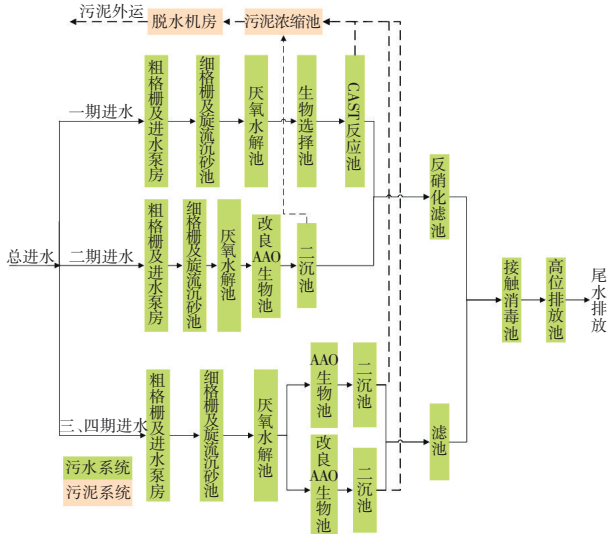 污泥外运
脱水机房
污泥浓缩池
一期进水
粗格栅及进水泵房
细格栅及旋流沉砂池
厌氧水解池
生物选择池
CAST反应池
反硝化滤池
总进水
二期进水
粗格栅及进水泵房
细格栅及旋流沉砂池
厌氧水解池
改良AAO生物池
二沉池
接触消毒池
高位排放池
尾水排放
三、四期进水
粗格栅及进水泵房
细格栅及旋流沉砂池
厌氧水解池
AAO生物池
二沉池
改良AAO生物池
二沉池
滤池
污水系统
污泥系统